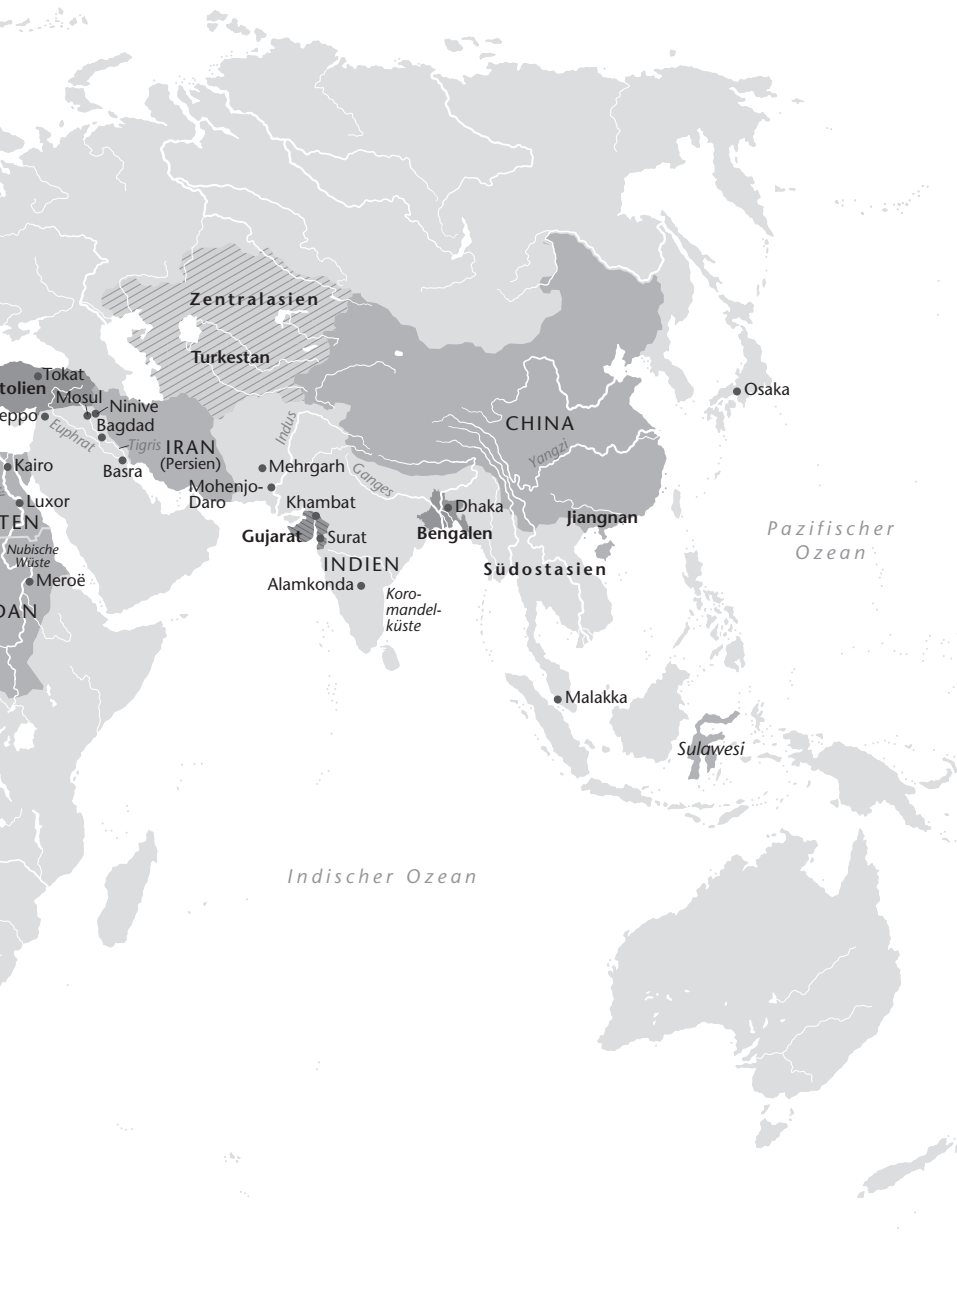 Zentralasien
Turkestan
Tokat
tolien
Mosul
Ninive
eppo
Bagdad
Euphrat
Tigris
IRAN
(Persien)
Basra
Kairo
Luxor
TEN
Nubische
Wüste
Meroë
DAN
Indus
Mehrgarh
Mohenjo-
Daro
Ganges
Khambat
Gujarat
Surat
INDIEN
Alamkonda
Koro-
mandel-
küste
Dhaka
Bengalen
CHINA
Yangzi
Jiangnan
Südostasien
Osaka
Pazifischer
Ozean
Malakka
Sulawesi
Indischer Ozean